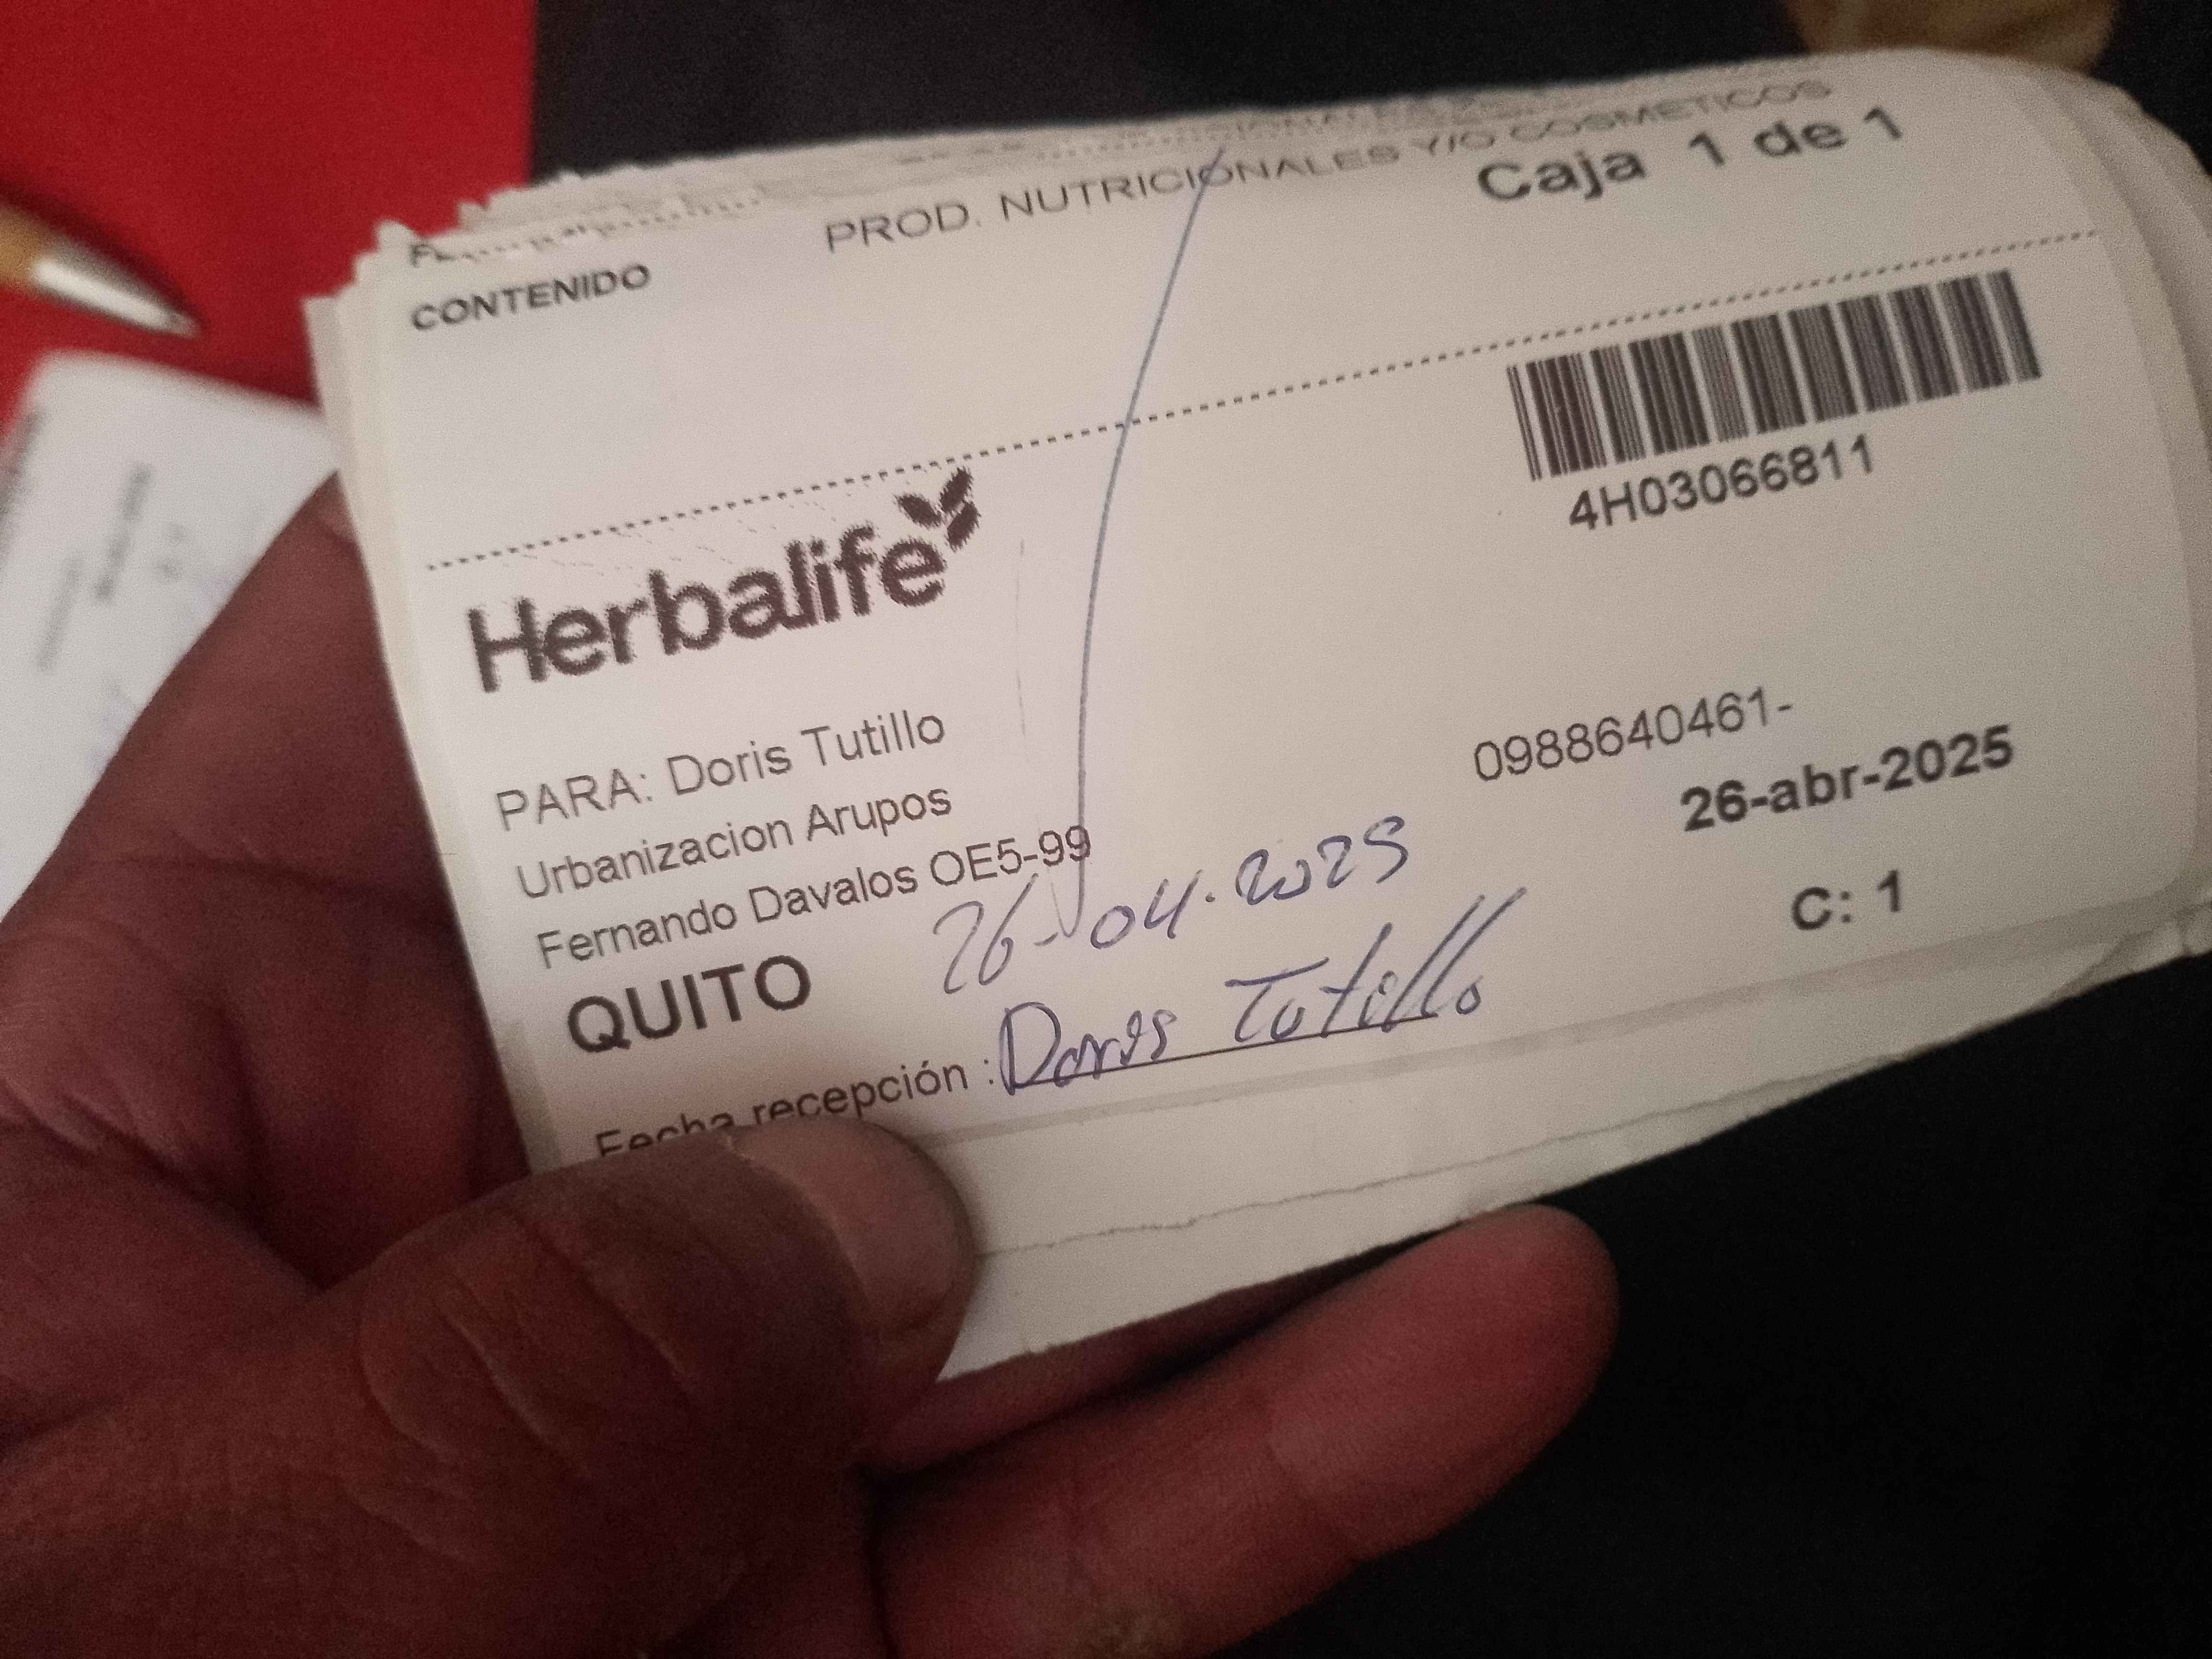 PROD. NUTRICIONALES Y/O COSMETICOS
CONTENIDO
Caja 1 de 1
4H03066811
Herbalife
PARA: Doris Tutillo
0988640461-
Urbanizacion Arupos
26-abr-2025
Fernando Davalos OE5-99
26-04.2025
C: 1
QUITO
Fecha recepción : Doris Tutillo